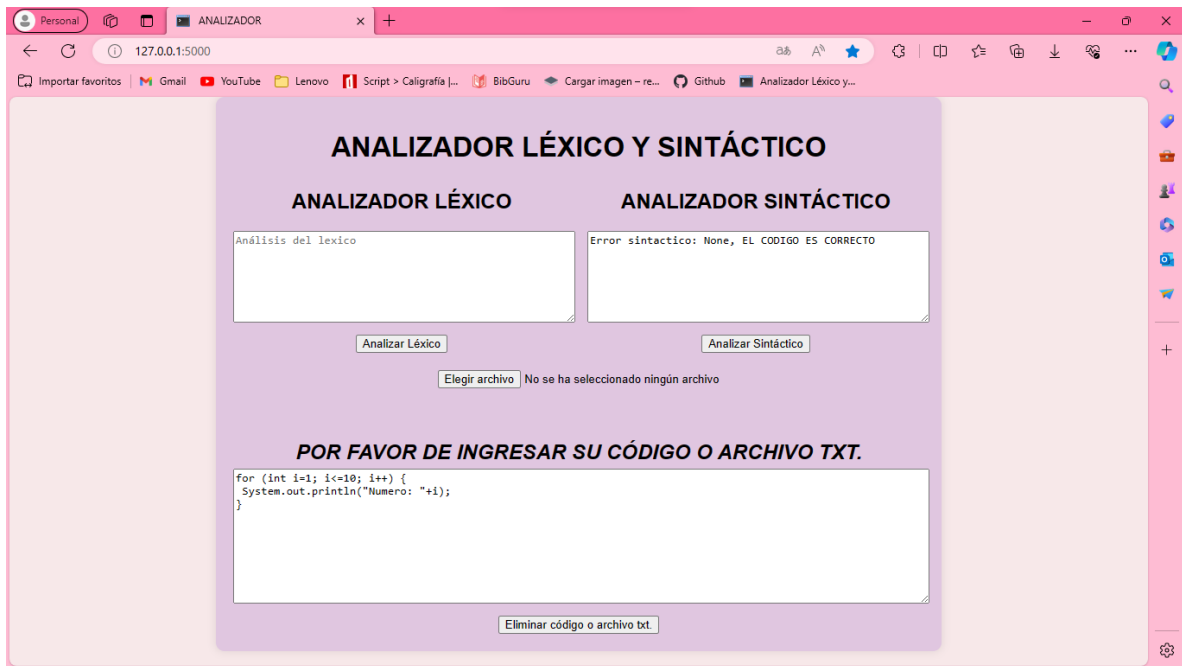 Personal
ANALIZADOR
127.0.0.1:5000
Importar favoritos
Gmail
YouTube
Lenovo
Script > Caligrafía |...
BibGuru
Cargar imagen – re...
Github
Analizador Léxico y...
ANALIZADOR LÉXICO Y SINTÁCTICO
ANALIZADOR LÉXICO
ANALIZADOR SINTÁCTICO
Análisis del lexico
Error sintactico: None, EL CODIGO ES CORRECTO
Analizar Léxico
Analizar Sintáctico
Elegir archivo No se ha seleccionado ningún archivo
POR FAVOR DE INGRESAR SU CÓDIGO O ARCHIVO TXT.
for (int i=1; i<=10; i++) {
System.out.println("Numero: "+i);
}
Eliminar código o archivo txt.